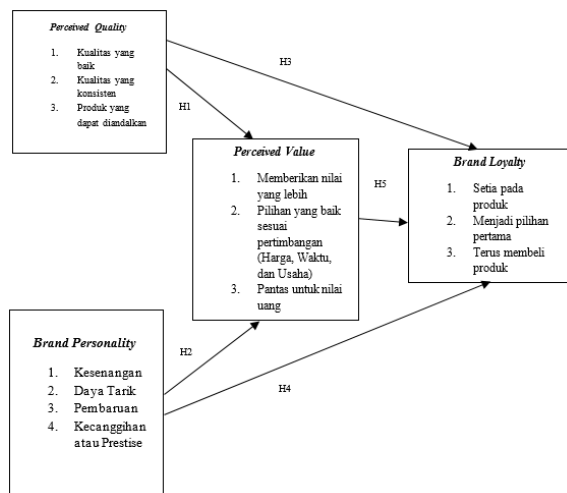 Perceived Quality
1. Kualitas yang
baik
2. Kualitas yang
konsisten
3. Produk yang
dapat diandalkan
H3
H1
Perceived Value
1. Memberikan nilai
yang lebih
2. Pilihan yang baik
sesuai
pertimbangan
(Harga, Waktu,
dan Usaha)
3. Pantas untuk nilai
uang
H5
Brand Loyalty
1. Setia pada
produk
2. Menjadi pilihan
pertama
3. Terus membeli
produk
Brand Personality
1. Kesenangan
2. Daya Tarik
3. Pembaruan
4. Kecanggihan
atau Prestise
H2
H4